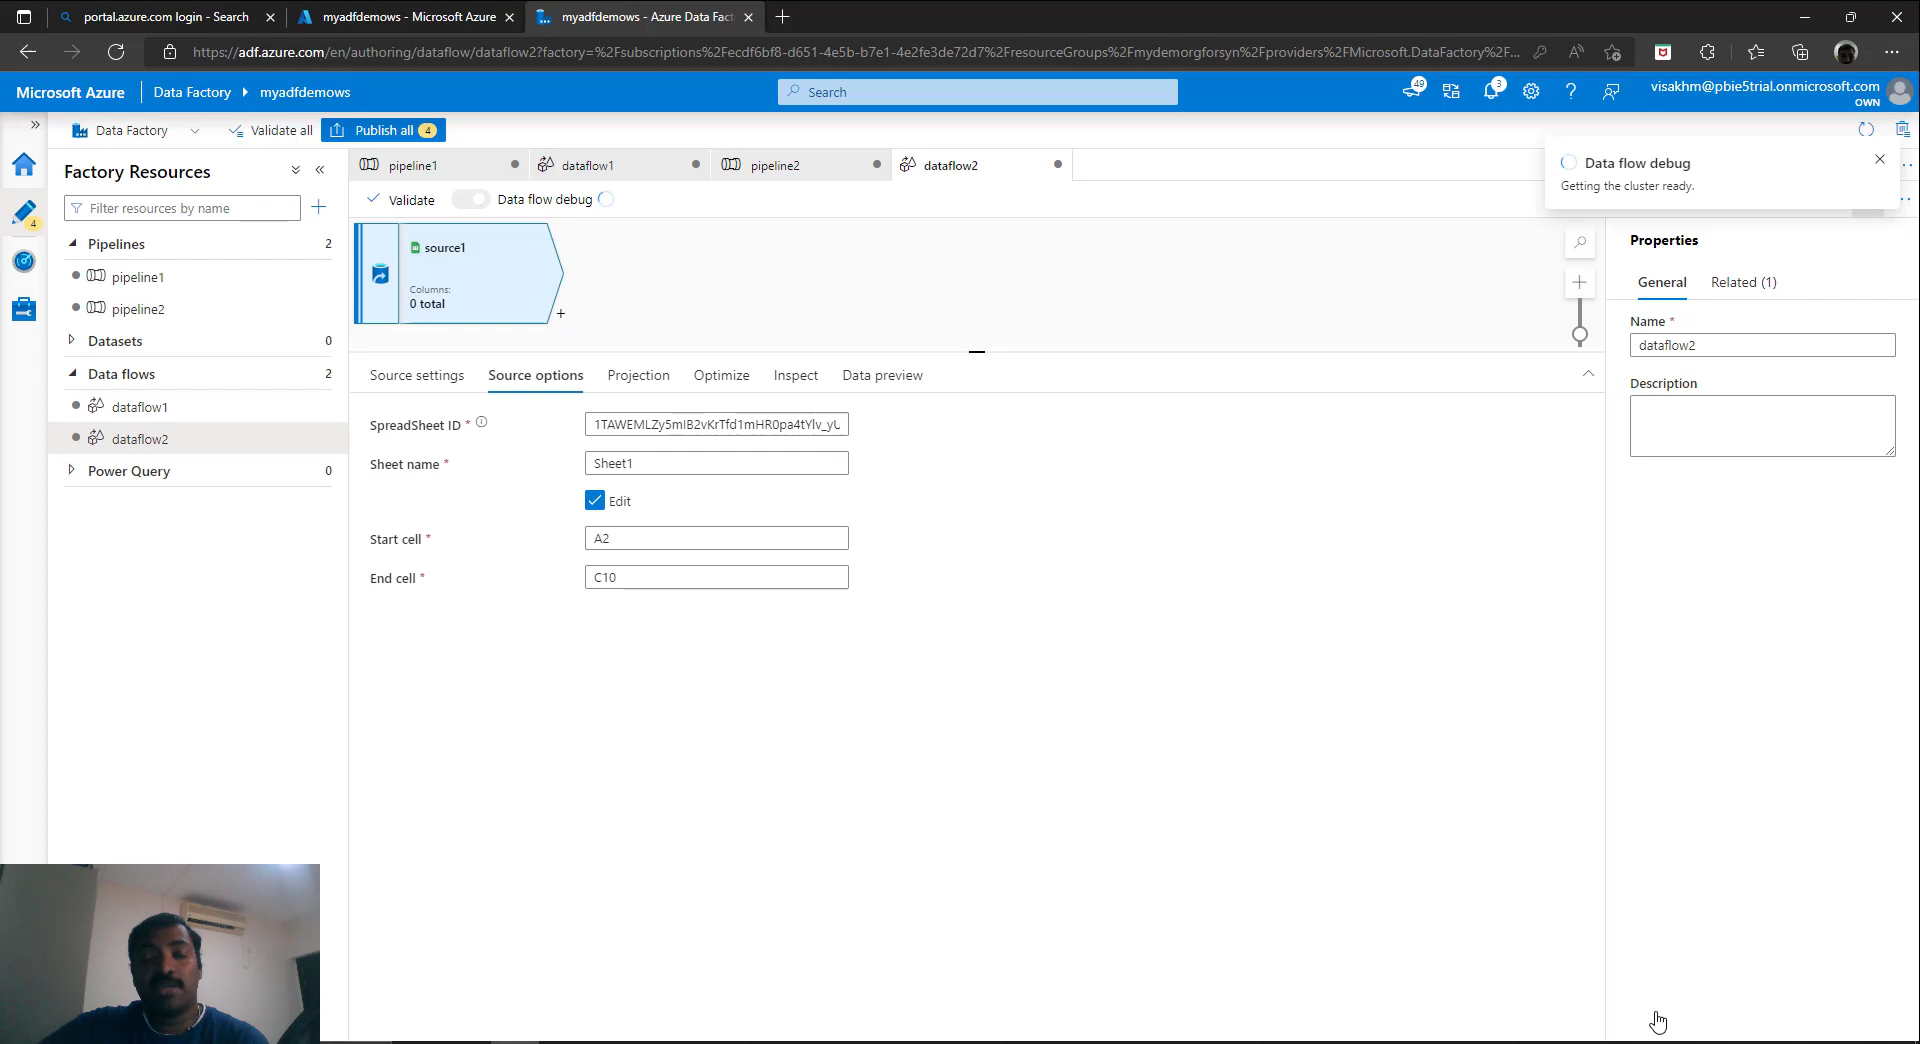 portal.azure.com login - Search
myadfdemows - Microsoft Azure
myadfdemows - Azure Data Fact
https://adf.azure.com/en/authoring/dataflow/dataflow2?factory=%2Fsubscriptions%2Fecdf6bf8-d651-4e5b-b7e1-4e2fe3de72d7%2FresourceGroups%2Fmydemorgforsyn%2Fproviders%2FMicrosoft.DataFactory%2F...
Microsoft Azure
Data Factory
myadfdemows
Search
49
3
visakhm@pbie5trial.onmicrosoft.com
OWN
Data Factory
Validate all
Publish all 4
Factory Resources
Filter resources by name
4
Pipelines 2
pipeline1
pipeline2
Datasets 0
Data flows 2
dataflow1
dataflow2
Power Query 0
pipeline1
dataflow1
pipeline2
dataflow2
Validate
Data flow debug
Data flow debug
Getting the cluster ready.
source1
Columns:
0 total
Source settings
Source options
Projection
Optimize
Inspect
Data preview
SpreadSheet ID *
1TAWEMLZy5mIB2vKrTfd1mHR0pa4tYlv_yU
Sheet name *
Sheet1
Edit
Start cell *
A2
End cell *
C10
Properties
General
Related (1)
Name *
dataflow2
Description